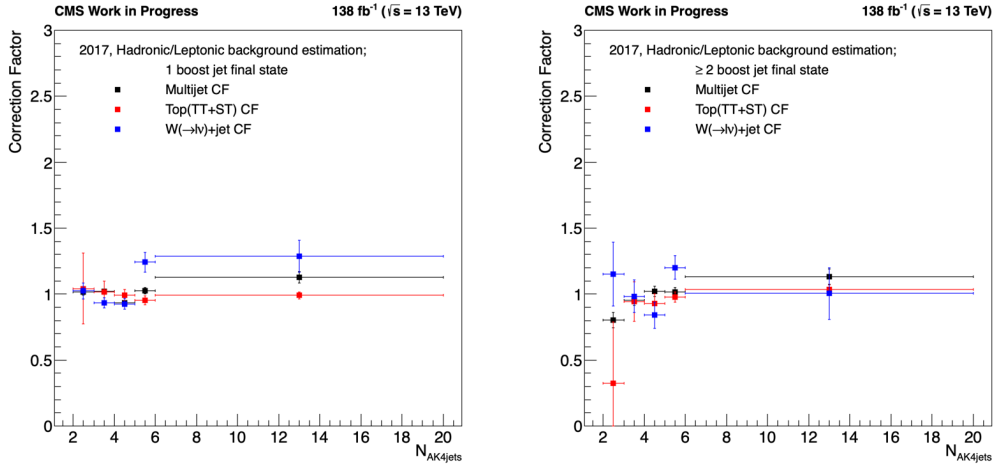 CMS Work in Progress 138 fb⁻¹ (√s = 13 TeV)
Correction Factor
3
2.5
2
1.5
1
0.5
0
2017, Hadronic/Leptonic background estimation;
1 boost jet final state
Multijet CF
Top(TT+ST) CF
W(→lν)+jet CF
2 4 6 8 10 12 14 16 18 20
N_AK4jets
CMS Work in Progress 138 fb⁻¹ (√s = 13 TeV)
Correction Factor
3
2.5
2
1.5
1
0.5
0
2017, Hadronic/Leptonic background estimation;
≥ 2 boost jet final state
Multijet CF
Top(TT+ST) CF
W(→lν)+jet CF
2 4 6 8 10 12 14 16 18 20
N_AK4jets